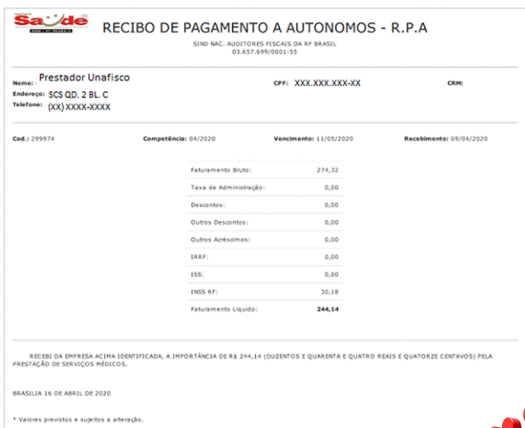 Saúde
RECIBO DE PAGAMENTO A AUTONOMOS - R.P.A
SIND NAC. AUDITORES FISCAIS DA RF BRASIL
03.657.699/0001-55
Nome: Prestador Unafisco CPF: XXX.XXX.XXX-XX CRM:
Endereço: SCS QD. 2 BL. C
Telefone: (XX) XXXX-XXXX
Cod.: 299974 Competência: 04/2020 Vencimento: 11/05/2020 Recebimento: 09/04/2020
Faturamento Bruto: 274,32
Taxa de Administração: 0,00
Descontos: 0,00
Outros Descontos: 0,00
Outros Acréscimos: 0,00
IRRF: 0,00
ISS: 0,00
INSS RF: 30,18
Faturamento Liquido: 244,14
RECEBI DA EMPRESA ACIMA IDENTIFICADA, A IMPORTÂNCIA DE R$ 244,14 (DUZENTOS E QUARENTA E QUATRO REAIS E QUATORZE CENTAVOS) PELA
PRESTAÇÃO DE SERVIÇOS MÉDICOS.
BRASILIA 16 DE ABRIL DE 2020
* Valores previstos e sujeitos a alteração.